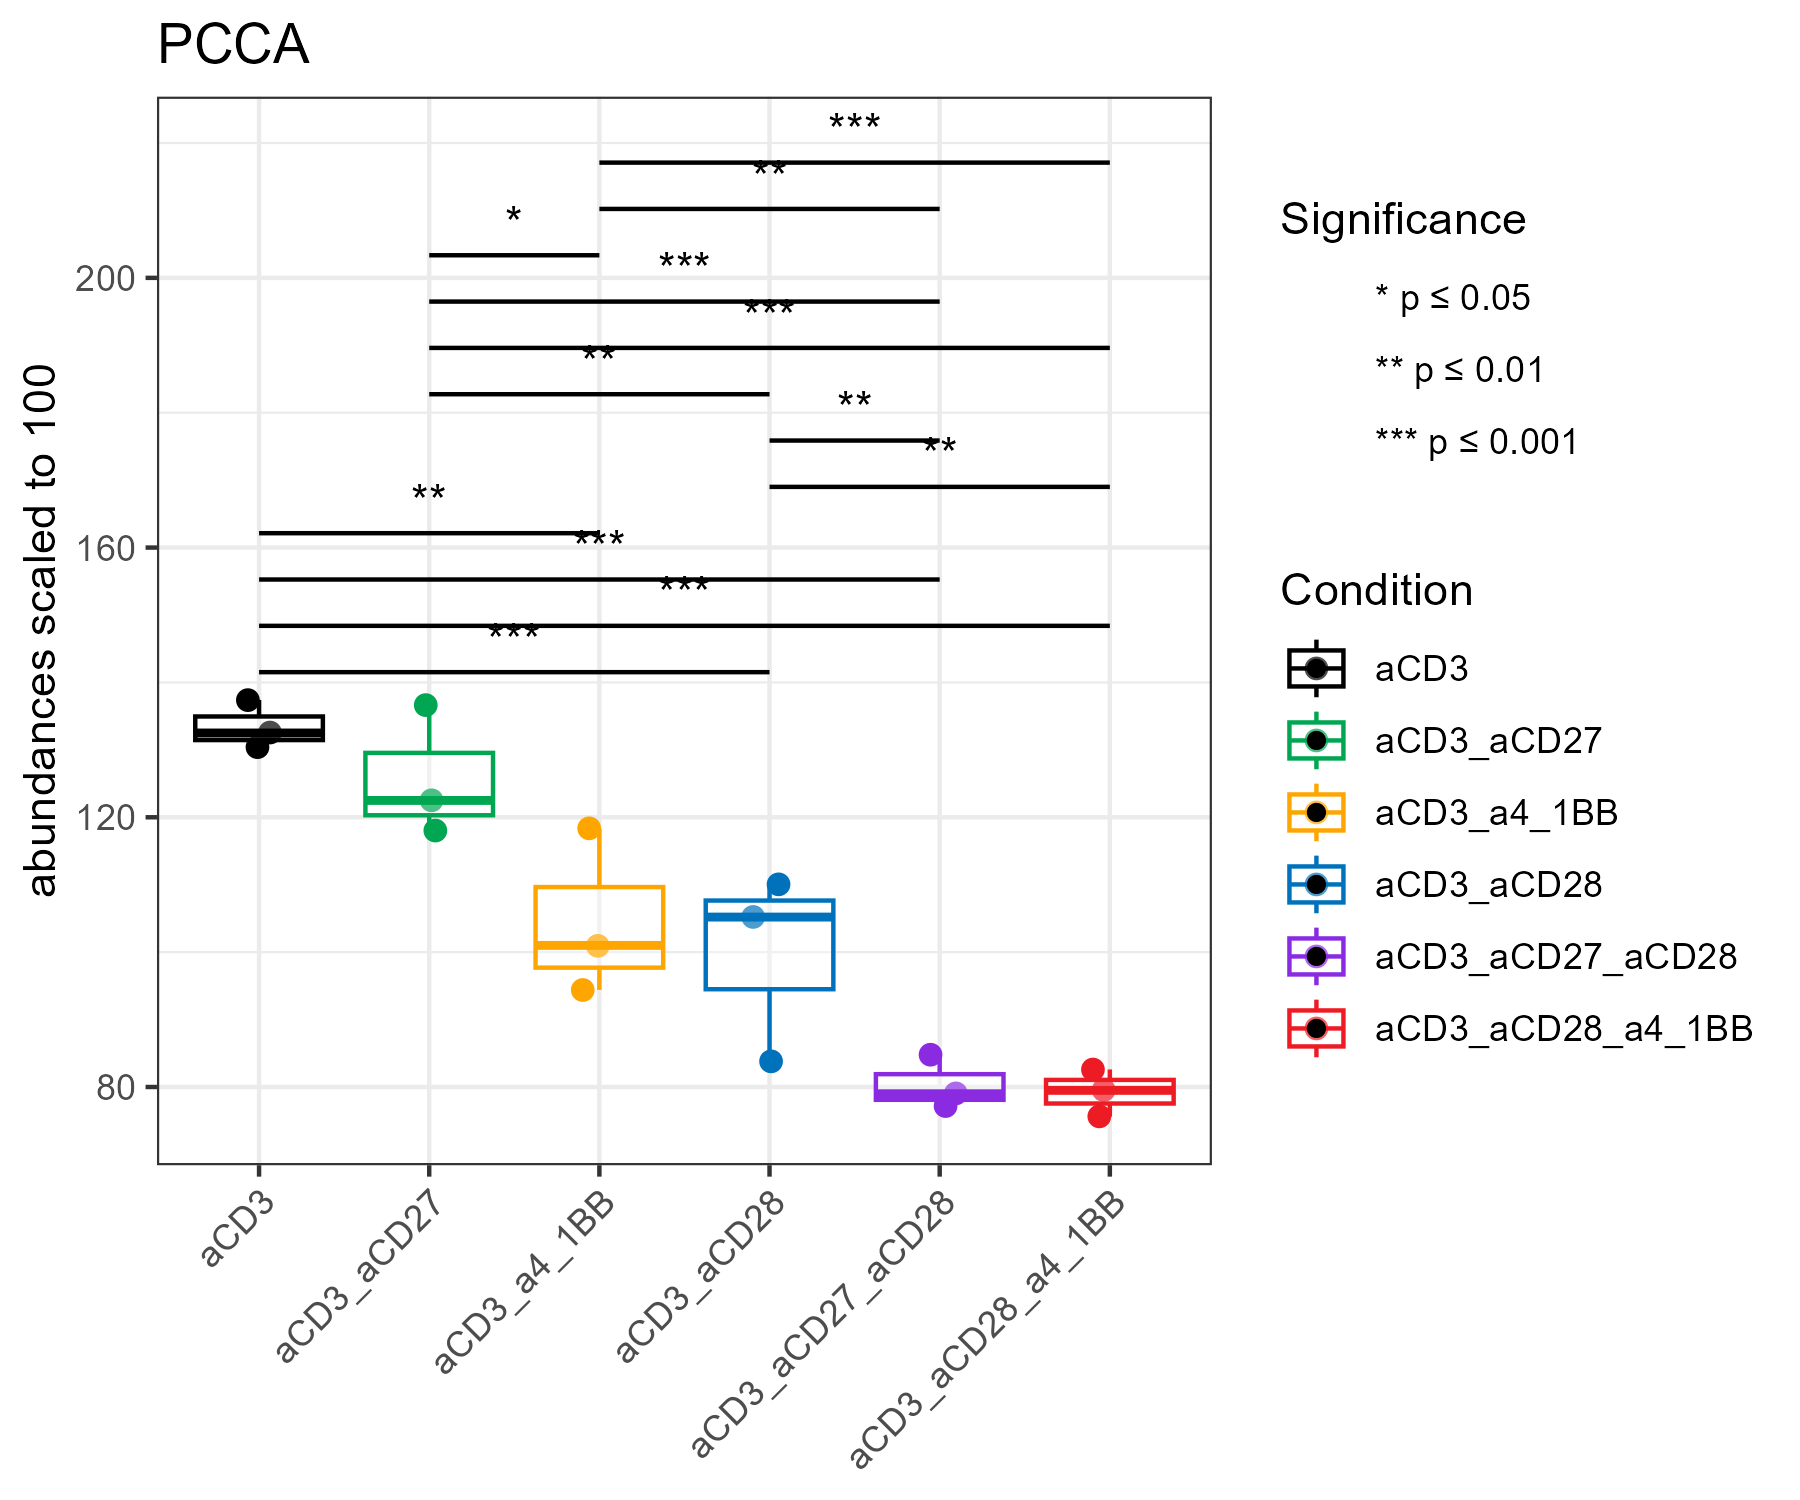 PCCA
abundances scaled to 100
200
160
120
80
***
**
*
***
***
**
**
**
**
***
***
***
aCD3
aCD3_aCD27
aCD3_a4_1BB
aCD3_aCD28
aCD3_aCD27_aCD28
aCD3_aCD28_a4_1BB
Significance
* p ≤ 0.05
** p ≤ 0.01
*** p ≤ 0.001
Condition
aCD3
aCD3_aCD27
aCD3_a4_1BB
aCD3_aCD28
aCD3_aCD27_aCD28
aCD3_aCD28_a4_1BB